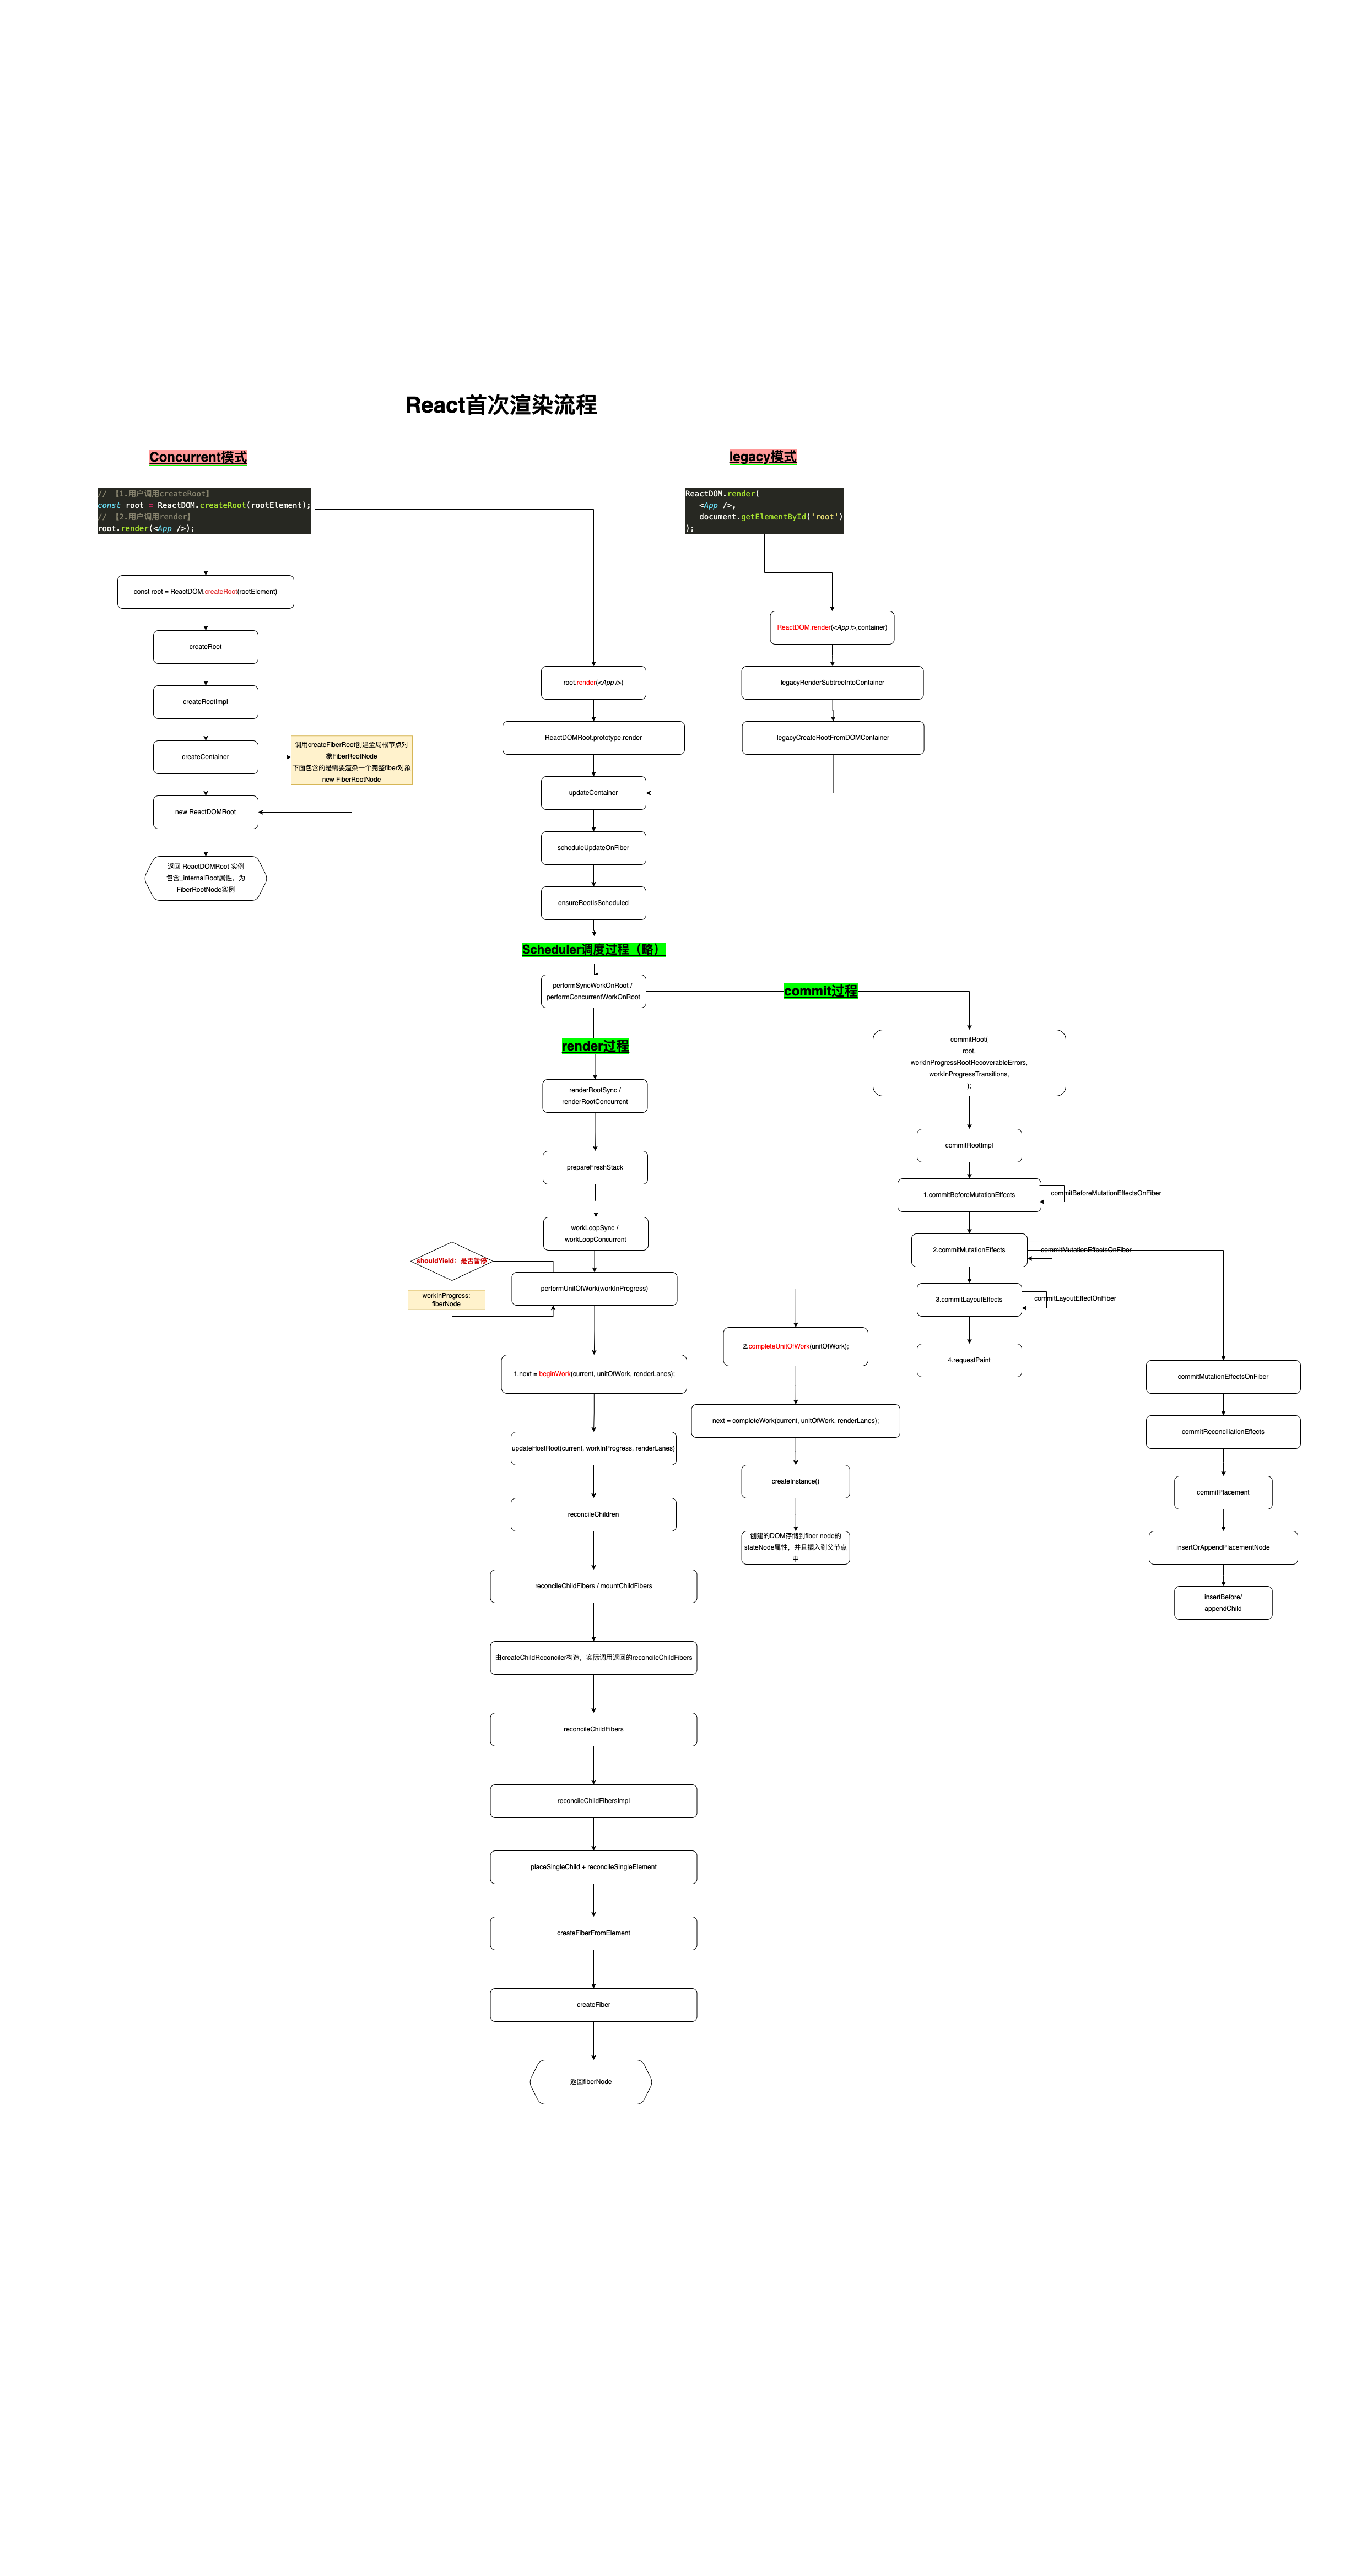 React首次渲染流程
Concurrent模式
// 【1.用户调用createRoot】
const root = ReactDOM.createRoot(rootElement);
// 【2.用户调用render】
root.render(<App />);
const root = ReactDOM.createRoot(rootElement)
createRoot
createRootImpl
createContainer
调用createFiberRoot创建全局根节点对
象FiberRootNode
下面包含的是需要渲染一个完整fiber对象
new FiberRootNode
new ReactDOMRoot
返回 ReactDOMRoot 实例
包含_internalRoot属性，为
FiberRootNode实例
legacy模式
ReactDOM.render(
<App />,
document.getElementById('root')
);
ReactDOM.render(<App />,container)
legacyRenderSubtreeIntoContainer
legacyCreateRootFromDOMContainer
root.render(<App />)
ReactDOMRoot.prototype.render
updateContainer
scheduleUpdateOnFiber
ensureRootIsScheduled
Scheduler调度过程（略）
performSyncWorkOnRoot /
performConcurrentWorkOnRoot
render过程
renderRootSync /
renderRootConcurrent
prepareFreshStack
workLoopSync /
workLoopConcurrent
shouldYield：是否暂停
workInProgress:
fiberNode
performUnitOfWork(workInProgress)
1.next = beginWork(current, unitOfWork, renderLanes);
updateHostRoot(current, workInProgress, renderLanes)
reconcileChildren
reconcileChildFibers / mountChildFibers
由createChildReconciler构造，实际调用返回的reconcileChildFibers
reconcileChildFibers
reconcileChildFibersImpl
placeSingleChild + reconcileSingleElement
createFiberFromElement
createFiber
返回fiberNode
2.completeUnitOfWork(unitOfWork);
next = completeWork(current, unitOfWork, renderLanes);
createInstance()
创建的DOM存储到fiber node的
stateNode属性，并且插入到父节点
中
commit过程
commitRoot(
root,
workInProgressRootRecoverableErrors,
workInProgressTransitions,
);
commitRootImpl
1.commitBeforeMutationEffects
commitBeforeMutationEffectsOnFiber
2.commitMutationEffects
commitMutationEffectsOnFiber
3.commitLayoutEffects
commitLayoutEffectOnFiber
4.requestPaint
commitMutationEffectsOnFiber
commitReconciliationEffects
commitPlacement
insertOrAppendPlacementNode
insertBefore/
appendChild